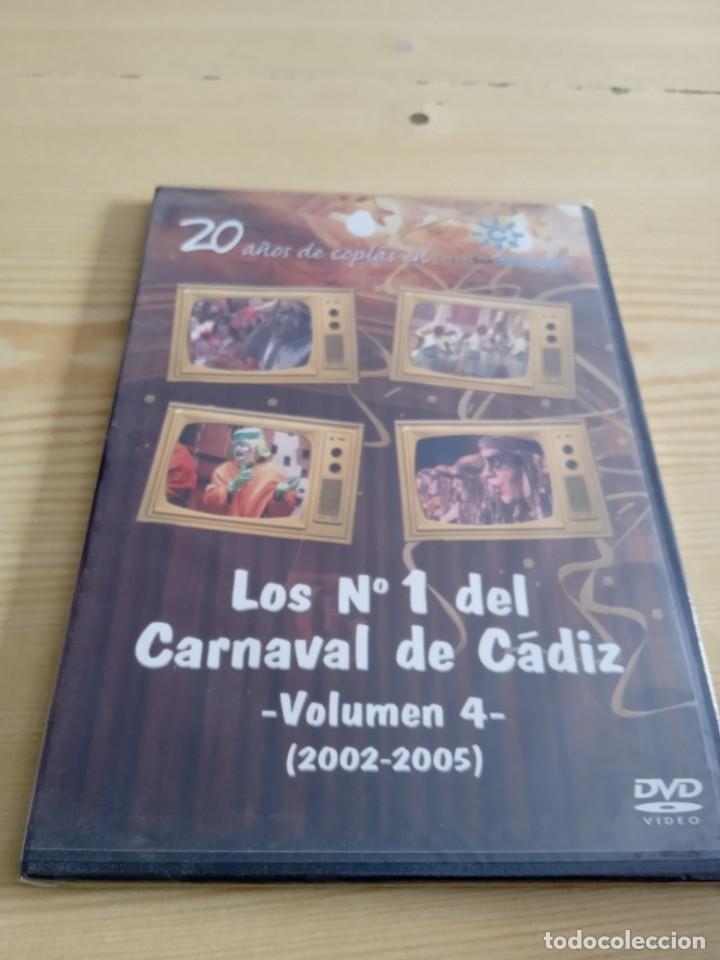 20 años de coplas en
Los Nº 1 del
Carnaval de Cádiz
-Volumen 4-
(2002-2005)
DVD
VIDEO
todocoleccion